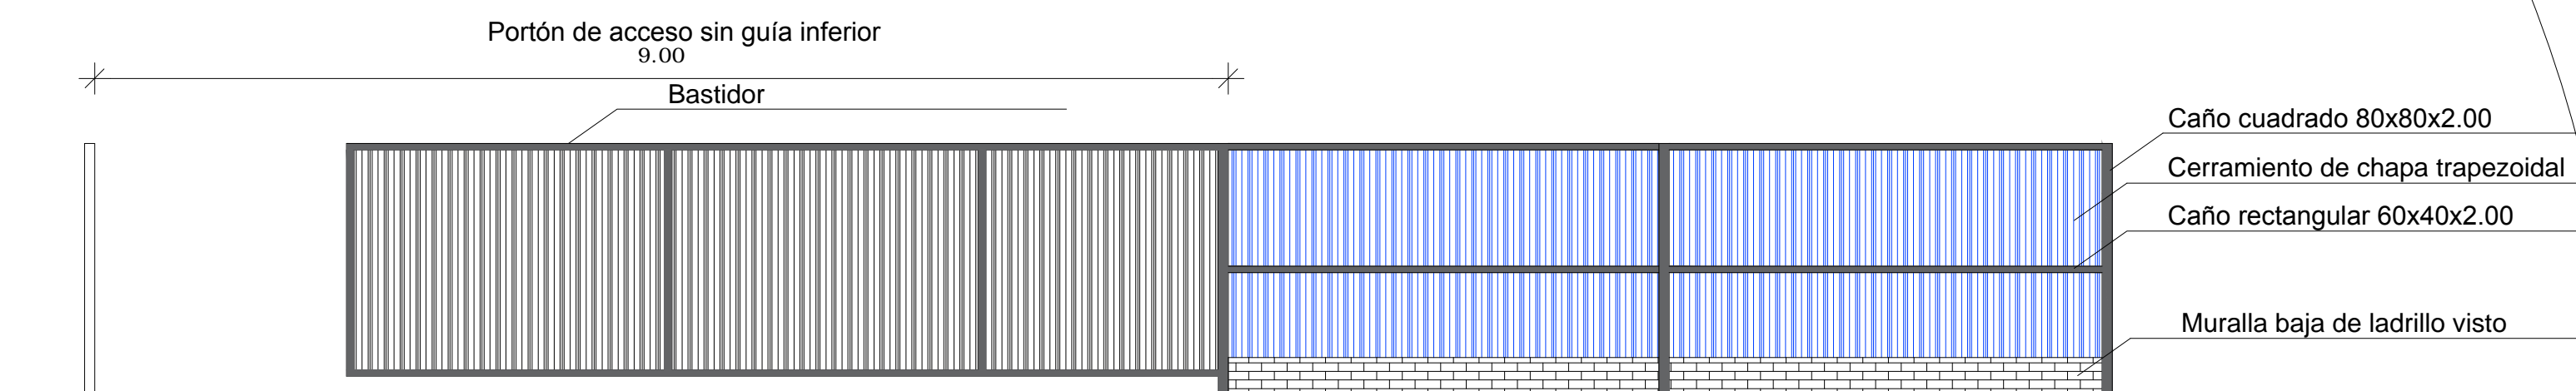 Portón de acceso sin guía inferior
9.00
Bastidor
Caño cuadrado 80x80x2.00
Cerramiento de chapa trapezoidal
Caño rectangular 60x40x2.00
Muralla baja de ladrillo visto